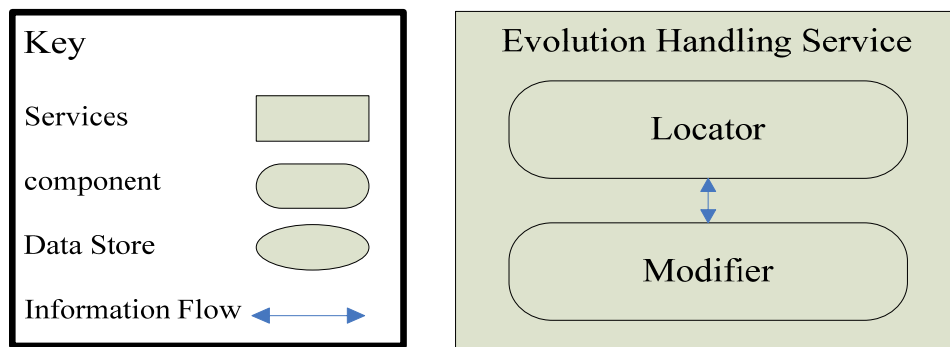 Key
Services
component
Data Store
Information Flow
Evolution Handling Service
Locator
Modifier